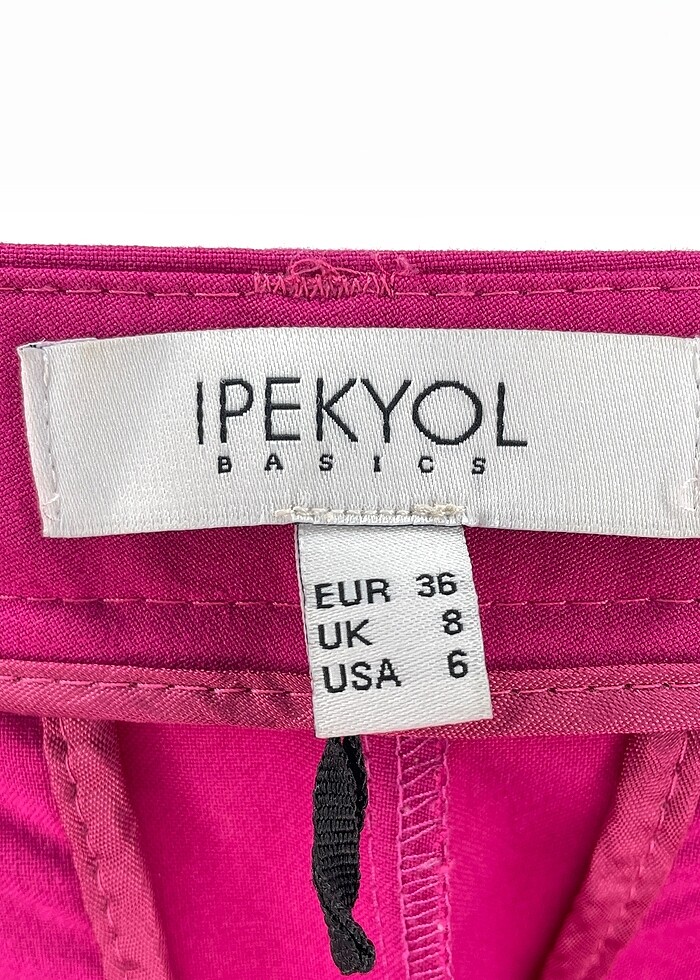 IPEKYOL
BASICS
EUR 36
UK 8
USA 6